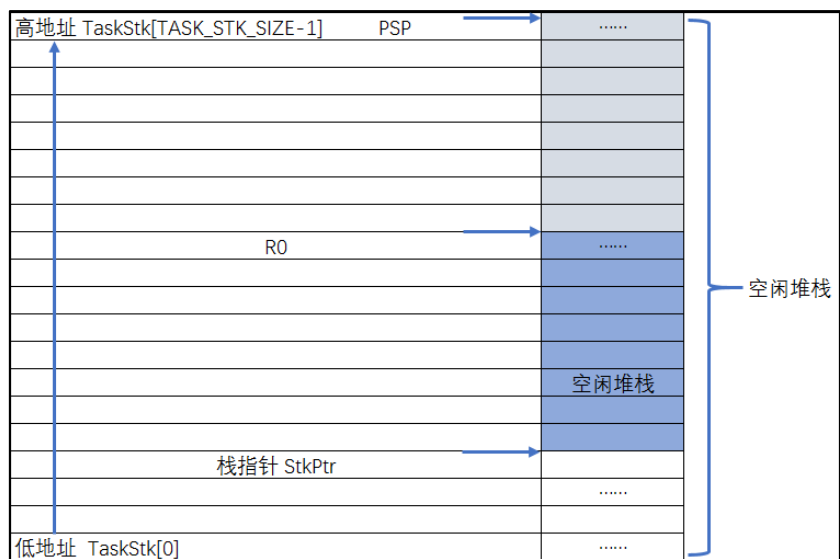 高地址 TaskStk[TASK_STK_SIZE-1] PSP ……
R0 ……
空闲堆栈
空闲堆栈
栈指针 StkPtr
……
低地址 TaskStk[0] ……